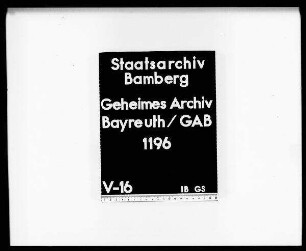 Staatsarchiv
Bamberg
Geheimes Archiv
Bayreuth/GAB
1196
V-16 IB GS